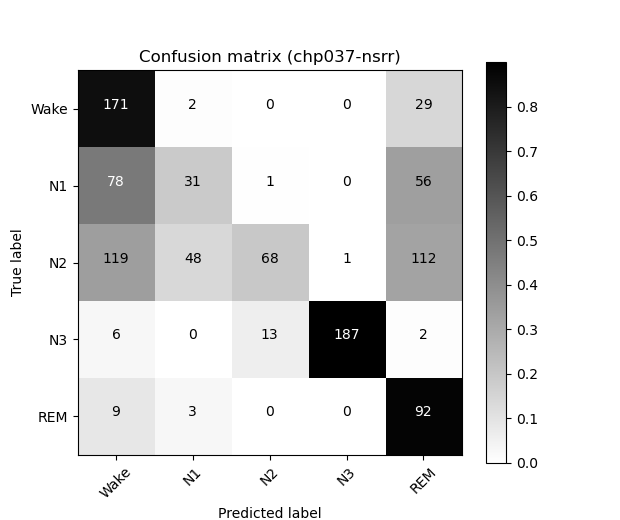 Confusion matrix (chp037-nsrr)
True label
Wake 171 2 0 0 29
N1 78 31 1 0 56
N2 119 48 68 1 112
N3 6 0 13 187 2
REM 9 3 0 0 92
Wake N1 N2 N3 REM
Predicted label
0.8
0.7
0.6
0.5
0.4
0.3
0.2
0.1
0.0